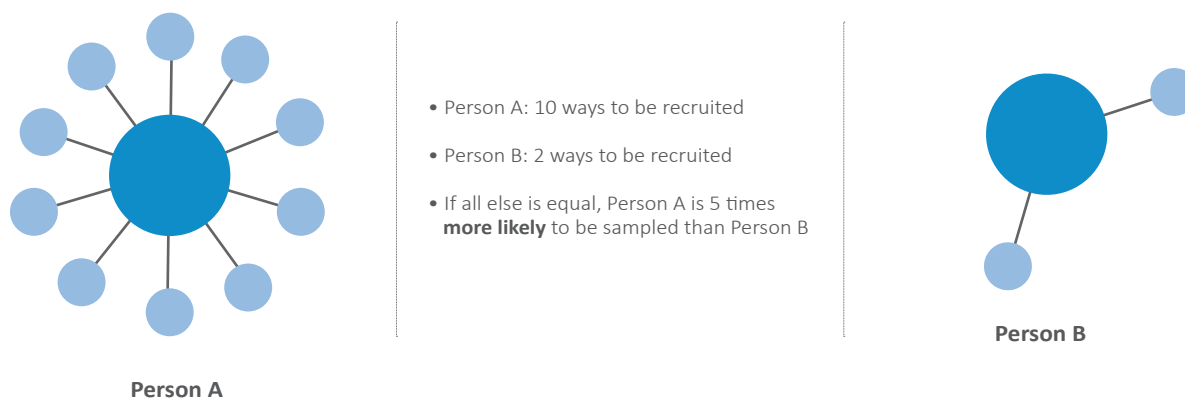 • Person A: 10 ways to be recruited
• Person B: 2 ways to be recruited
• If all else is equal, Person A is 5 times
more likely to be sampled than Person B
Person B
Person A